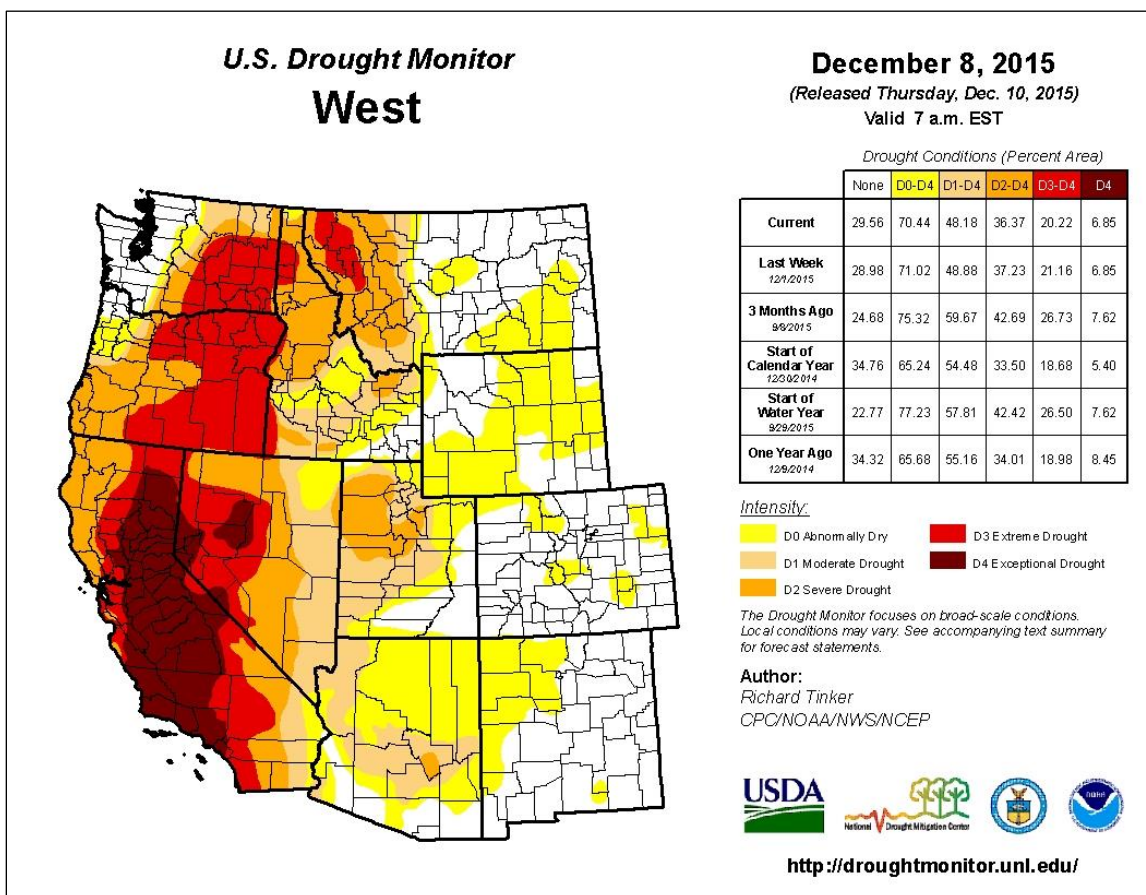 U.S. Drought Monitor
West
December 8, 2015
(Released Thursday, Dec. 10, 2015)
Valid 7 a.m. EST
Drought Conditions (Percent Area)
None D0-D4 D1-D4 D2-D4 D3-D4 D4
Current 29.56 70.44 48.18 36.37 20.22 6.85
Last Week
12/1/2015
28.98 71.02 48.88 37.23 21.16 6.85
3 Months Ago
9/8/2015
24.68 75.32 59.67 42.69 26.73 7.62
Start of
Calendar Year
12/30/2014
34.76 65.24 54.48 33.50 18.68 5.40
Start of
Water Year
9/29/2015
22.77 77.23 57.81 42.42 26.50 7.62
One Year Ago
12/9/2014
34.32 65.68 55.16 34.01 18.98 8.45
Intensity:
D0 Abnormally Dry
D1 Moderate Drought
D2 Severe Drought
D3 Extreme Drought
D4 Exceptional Drought
The Drought Monitor focuses on broad-scale conditions.
Local conditions may vary. See accompanying text summary
for forecast statements.
Author:
Richard Tinker
CPC/NOAA/NWS/NCEP
USDA
National Drought Mitigation Center
NOAA
http://droughtmonitor.unl.edu/